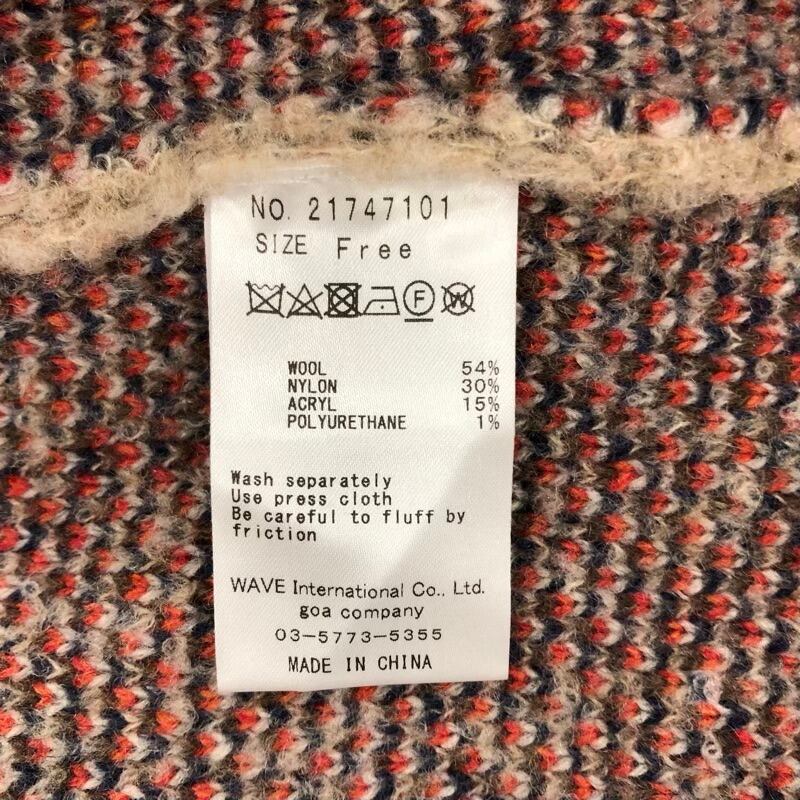 NO. 21747101
SIZE Free
F W
WOOL 54%
NYLON 30%
ACRYL 15%
POLYURETHANE 1%
Wash separately
Use press cloth
Be careful to fluff by
friction
WAVE International Co., Ltd.
goa company
03-5773-5355
MADE IN CHINA